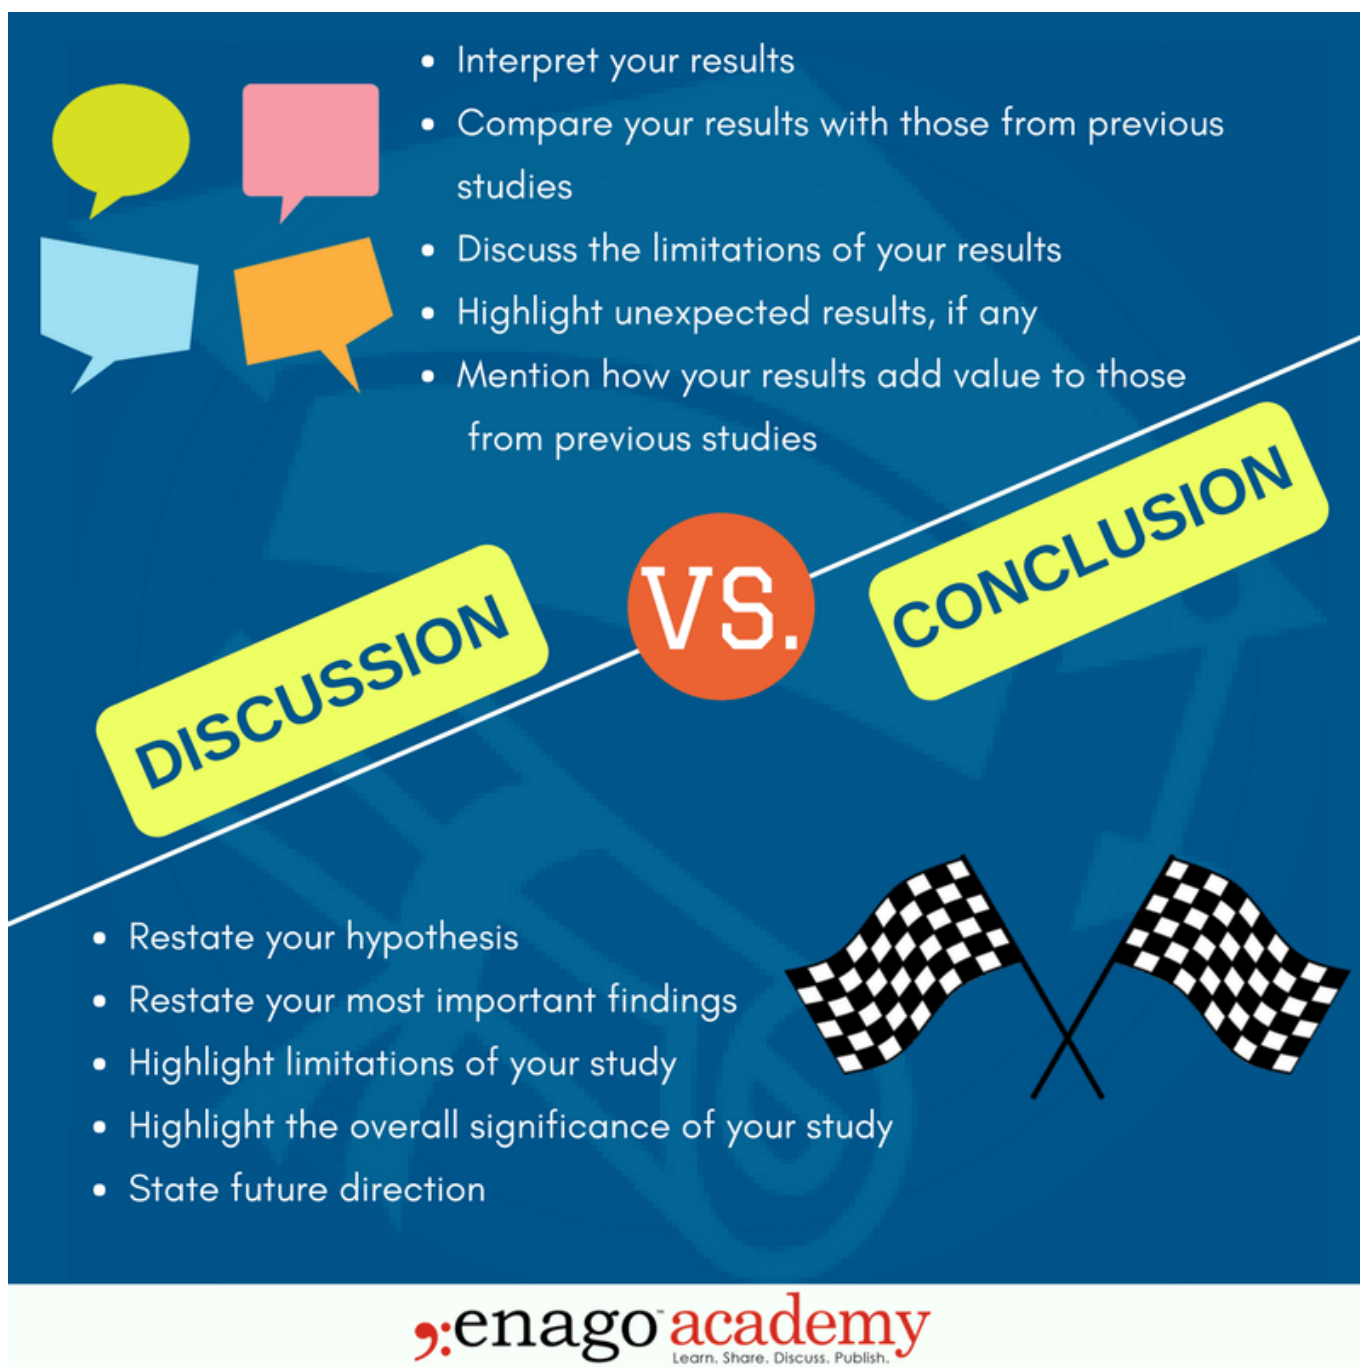 • Interpret your results
• Compare your results with those from previous
studies
• Discuss the limitations of your results
• Highlight unexpected results, if any
• Mention how your results add value to those
from previous studies
DISCUSSION
VS.
CONCLUSION
• Restate your hypothesis
• Restate your most important findings
• Highlight limitations of your study
• Highlight the overall significance of your study
• State future direction
enago™ academy
Learn. Share. Discuss. Publish.